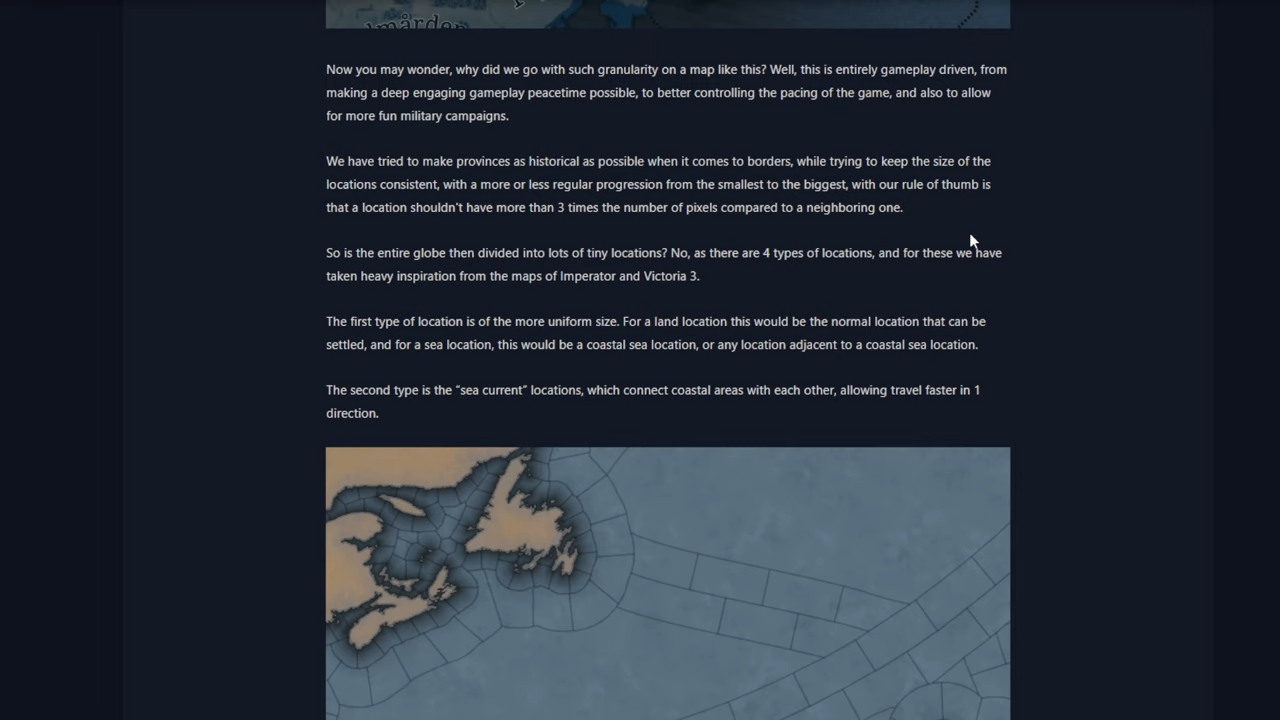 Now you may wonder, why did we go with such granularity on a map like this? Well, this is entirely gameplay driven, from
making a deep engaging gameplay peacetime possible, to better controlling the pacing of the game, and also to allow
for more fun military campaigns.
We have tried to make provinces as historical as possible when it comes to borders, while trying to keep the size of the
locations consistent, with a more or less regular progression from the smallest to the biggest, with our rule of thumb is
that a location shouldn't have more than 3 times the number of pixels compared to a neighboring one.
So is the entire globe then divided into lots of tiny locations? No, as there are 4 types of locations, and for these we have
taken heavy inspiration from the maps of Imperator and Victoria 3.
The first type of location is of the more uniform size. For a land location this would be the normal location that can be
settled, and for a sea location, this would be a coastal sea location, or any location adjacent to a coastal sea location.
The second type is the “sea current” locations, which connect coastal areas with each other, allowing travel faster in 1
direction.